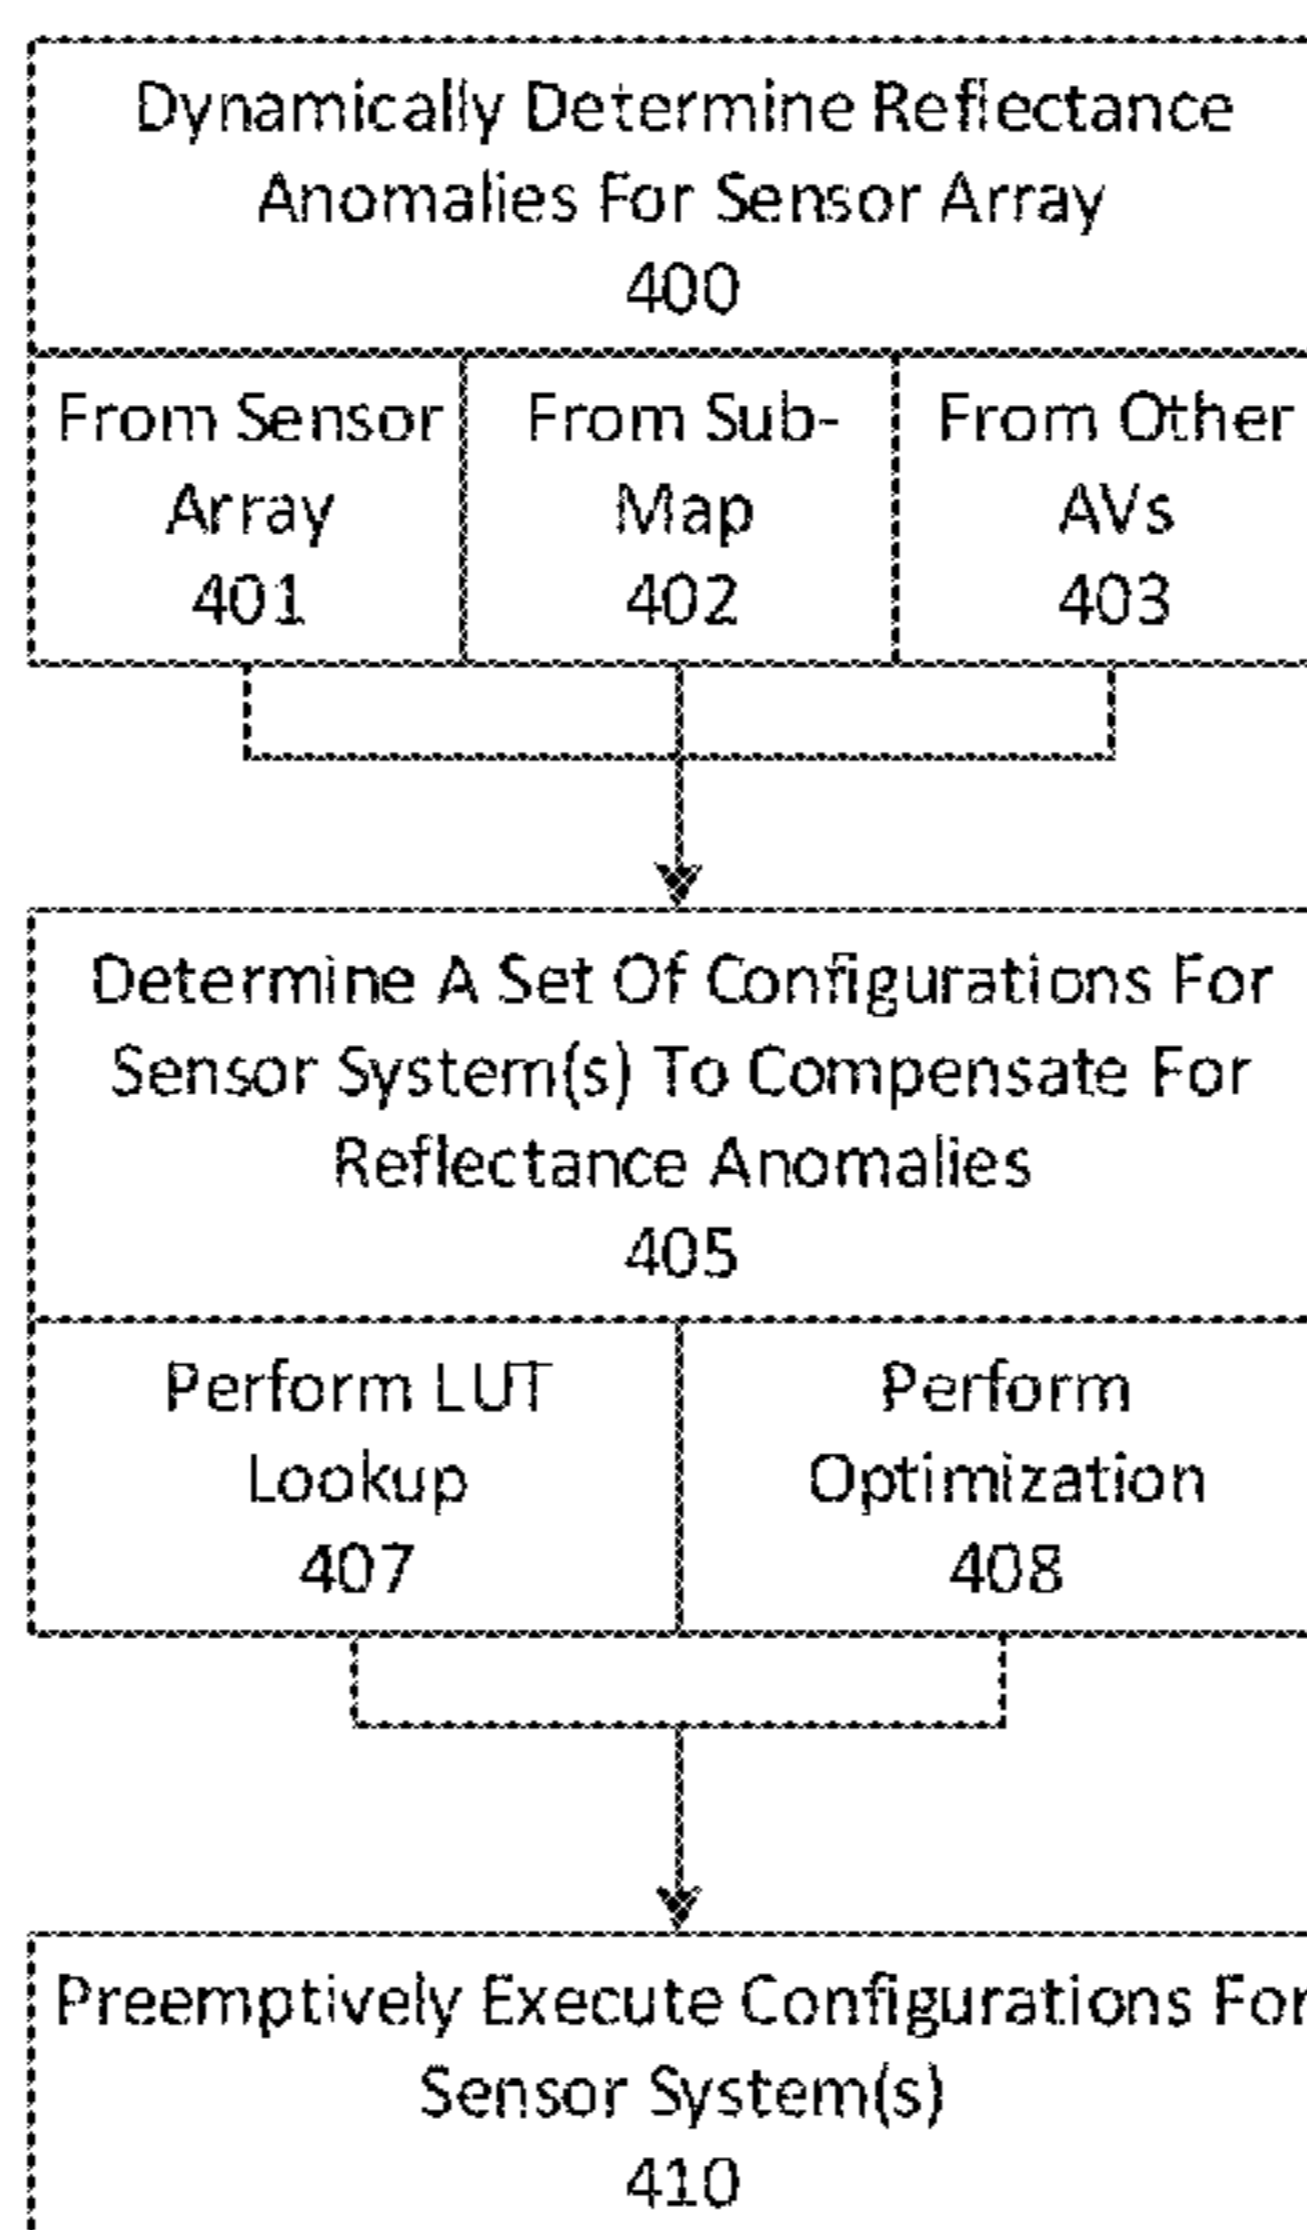 Dynamically Determine Reflectance
Anomalies For Sensor Array
400
From Sensor
Array
401
From Sub-
Map
402
From Other
AVs
403
Determine A Set Of Configurations For
Sensor System(s) To Compensate For
Reflectance Anomalies
405
Perform LUT
Lookup
407
Perform
Optimization
408
Preemptively Execute Configurations For
Sensor System(s)
410